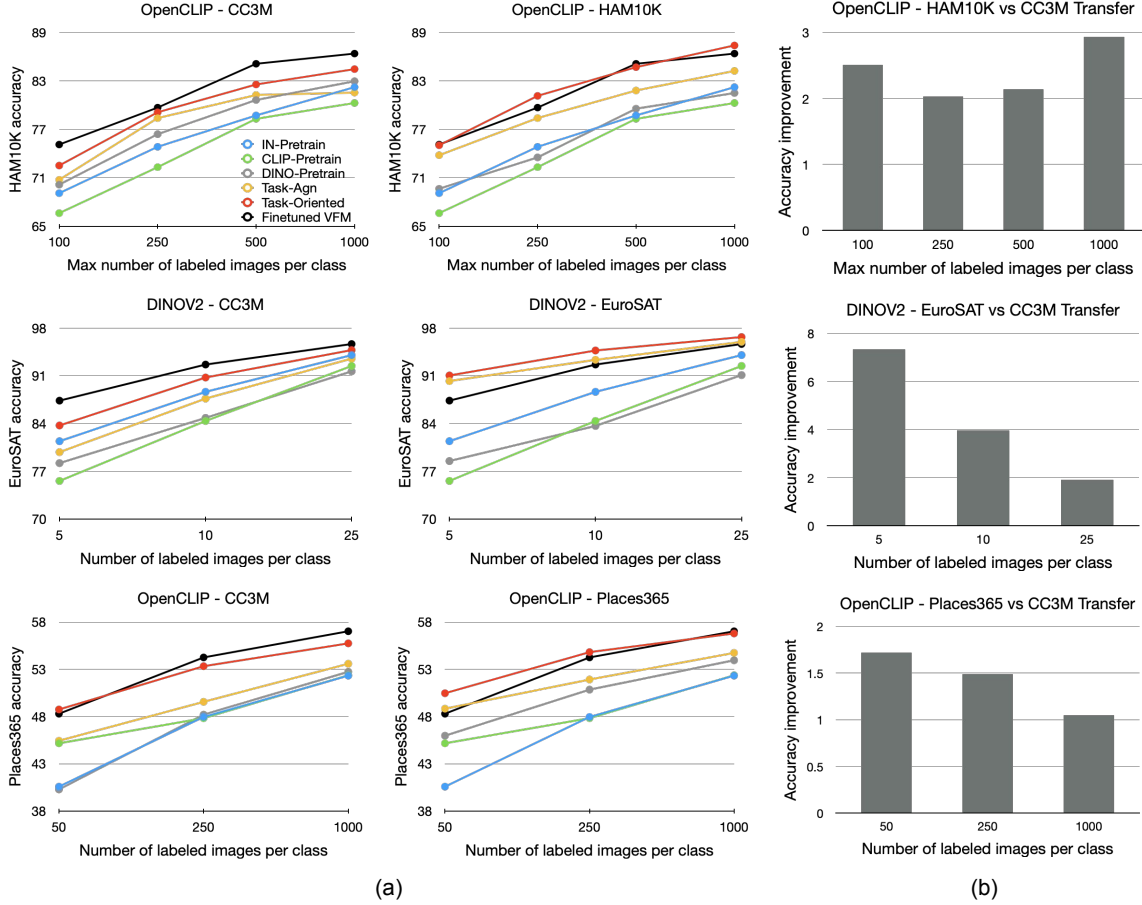 OpenCLIP - CC3M
HAM10K accuracy
89
83
77
71
65
IN-Pretrain
CLIP-Pretrain
DINO-Pretrain
Task-Agn
Task-Oriented
Finetuned VFM
100 250 500 1000
Max number of labeled images per class
OpenCLIP - HAM10K
HAM10K accuracy
89
83
77
71
65
100 250 500 1000
Max number of labeled images per class
OpenCLIP - HAM10K vs CC3M Transfer
Accuracy improvement
3
2
1
0
100 250 500 1000
Max number of labeled images per class
DINOV2 - CC3M
EuroSAT accuracy
98
91
84
77
70
5 10 25
Number of labeled images per class
DINOV2 - EuroSAT
EuroSAT accuracy
98
91
84
77
70
5 10 25
Number of labeled images per class
DINOV2 - EuroSAT vs CC3M Transfer
Accuracy improvement
8
6
4
2
0
5 10 25
Number of labeled images per class
OpenCLIP - CC3M
Places365 accuracy
58
53
48
43
38
50 250 1000
Number of labeled images per class
OpenCLIP - Places365
Places365 accuracy
58
53
48
43
38
50 250 1000
Number of labeled images per class
OpenCLIP - Places365 vs CC3M Transfer
Accuracy improvement
2
1.5
1
0.5
0
50 250 1000
Number of labeled images per class
(a)
(b)